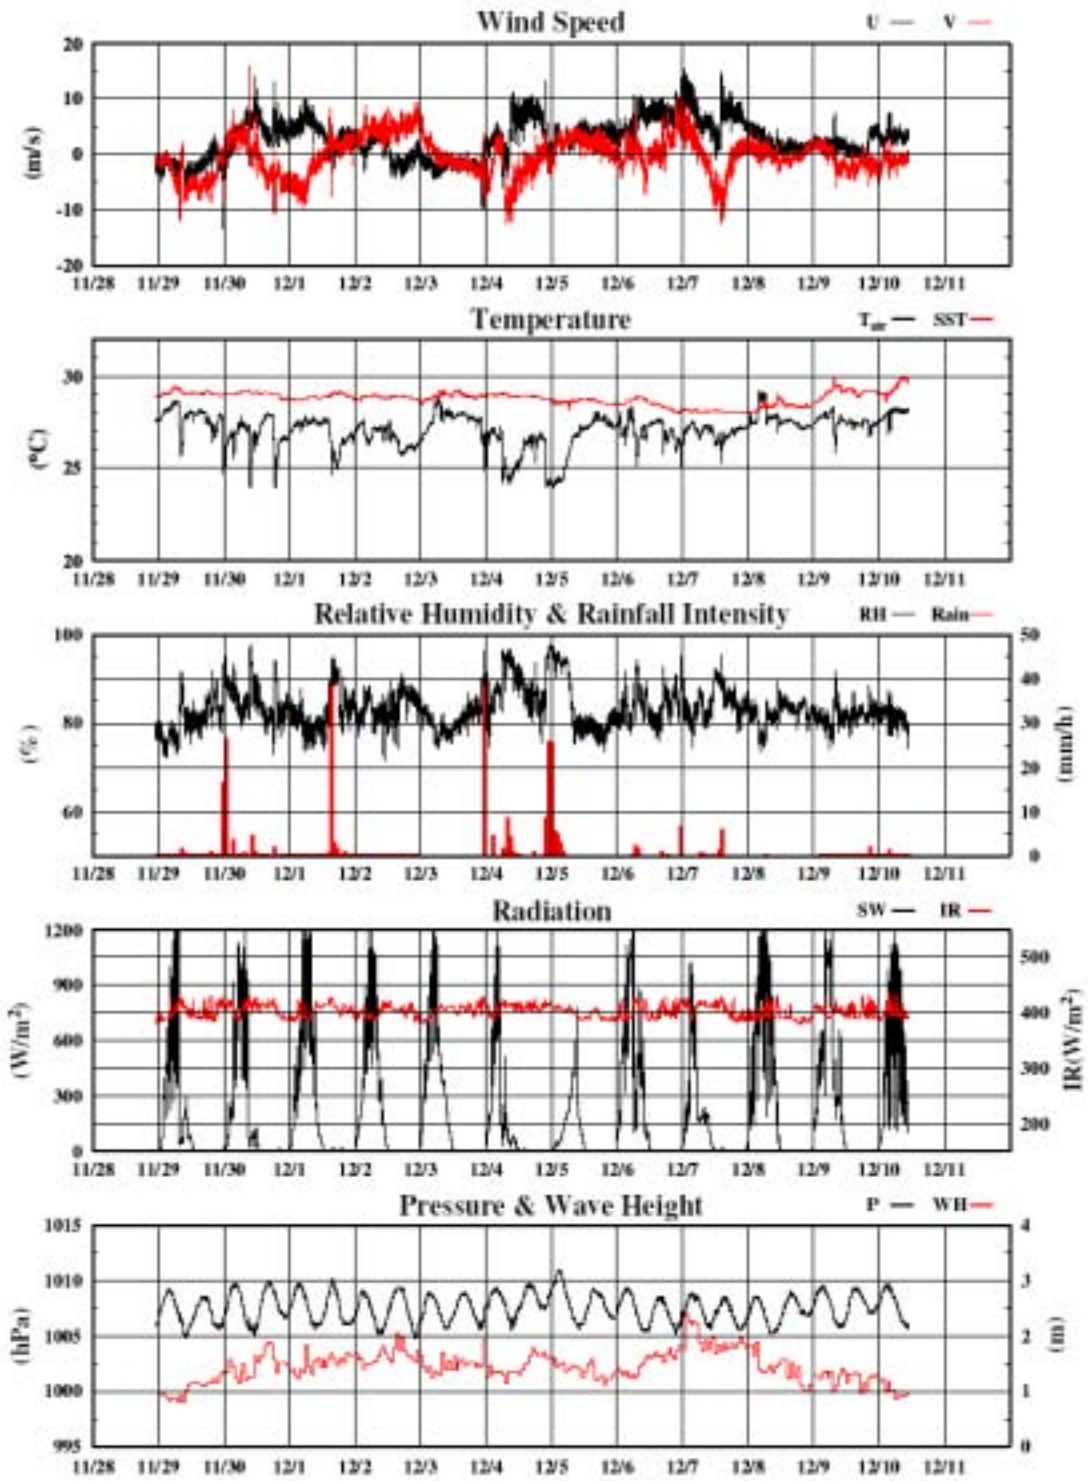 Wind Speed U V
20
10
0
-10
-20
(m/s)
11/28 11/29 11/30 12/1 12/2 12/3 12/4 12/5 12/6 12/7 12/8 12/9 12/10 12/11
Temperature Tair SST
30
25
20
(°C)
11/28 11/29 11/30 12/1 12/2 12/3 12/4 12/5 12/6 12/7 12/8 12/9 12/10 12/11
Relative Humidity & Rainfall Intensity RH Rain
100 50
40
80 30
20
60 10
0
(%) (mm/h)
11/28 11/29 11/30 12/1 12/2 12/3 12/4 12/5 12/6 12/7 12/8 12/9 12/10 12/11
Radiation SW IR
1200
900 500
600 400
300 300
0 200
(W/m²) IR(W/m²)
11/28 11/29 11/30 12/1 12/2 12/3 12/4 12/5 12/6 12/7 12/8 12/9 12/10 12/11
Pressure & Wave Height P WH
1015 4
1010 3
1005 2
1000 1
995 0
(hPa) (m)
11/28 11/29 11/30 12/1 12/2 12/3 12/4 12/5 12/6 12/7 12/8 12/9 12/10 12/11